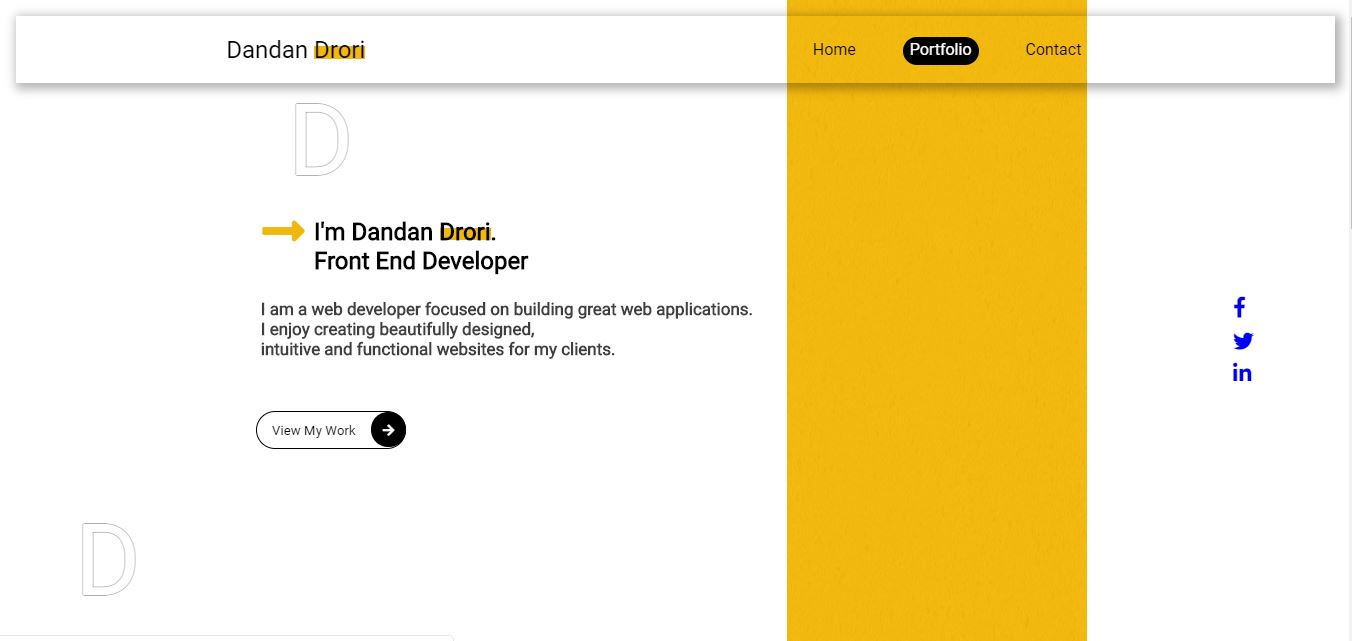 Dandan Drori
Home
Portfolio
Contact
D
I'm Dandan Drori.
Front End Developer
I am a web developer focused on building great web applications.
I enjoy creating beautifully designed,
intuitive and functional websites for my clients.
View My Work
D